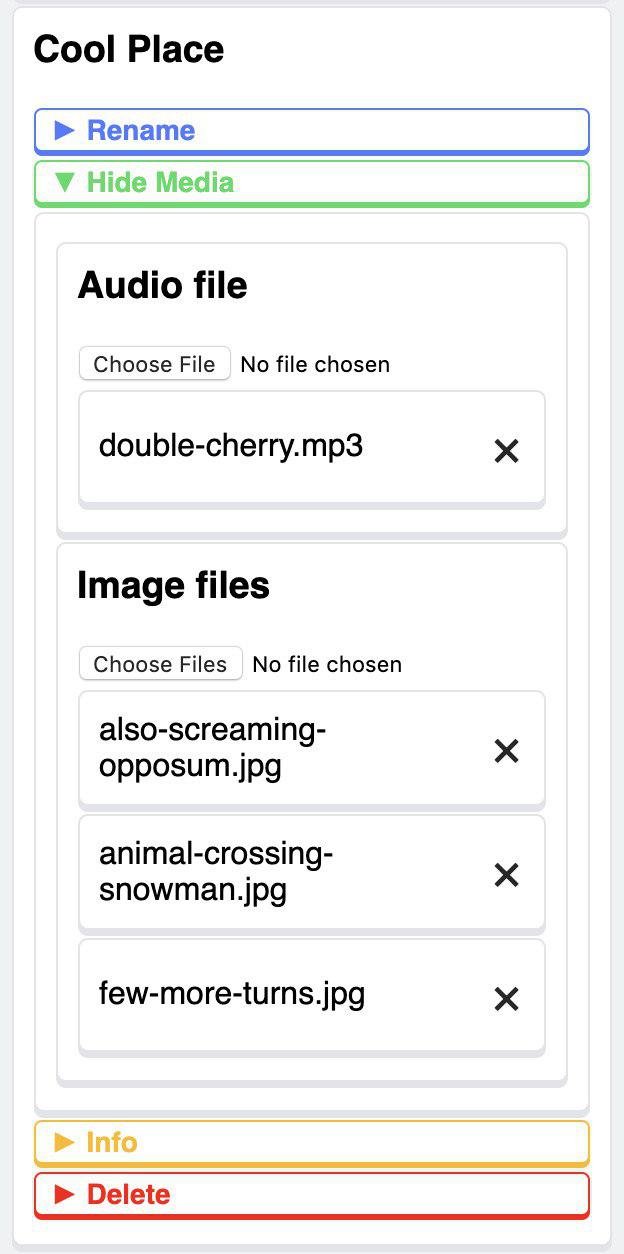 Cool Place
▶ Rename
▼ Hide Media
Audio file
Choose File No file chosen
double-cherry.mp3 ✕
Image files
Choose Files No file chosen
also-screaming-
opposum.jpg ✕
animal-crossing-
snowman.jpg ✕
few-more-turns.jpg ✕
▶ Info
▶ Delete